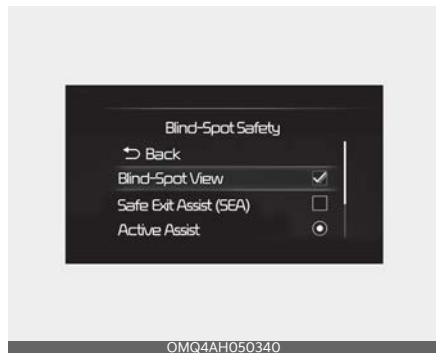 Blind-Spot Safety
Back
Blind-Spot View
Safe Exit Assist (SEA)
Active Assist
OMQ4AH050340